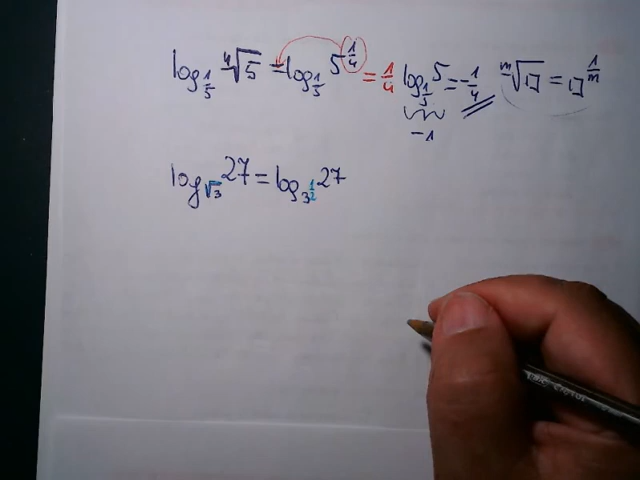 log_{1/5} ∜5 = log_{1/5} 5^{1/4} = 1/4 log_{1/5} 5 = -1/4 ᵐ√▯ = ▯^{1/m}
-1
log_{√3} 27 = log_{3^{1/2}} 27